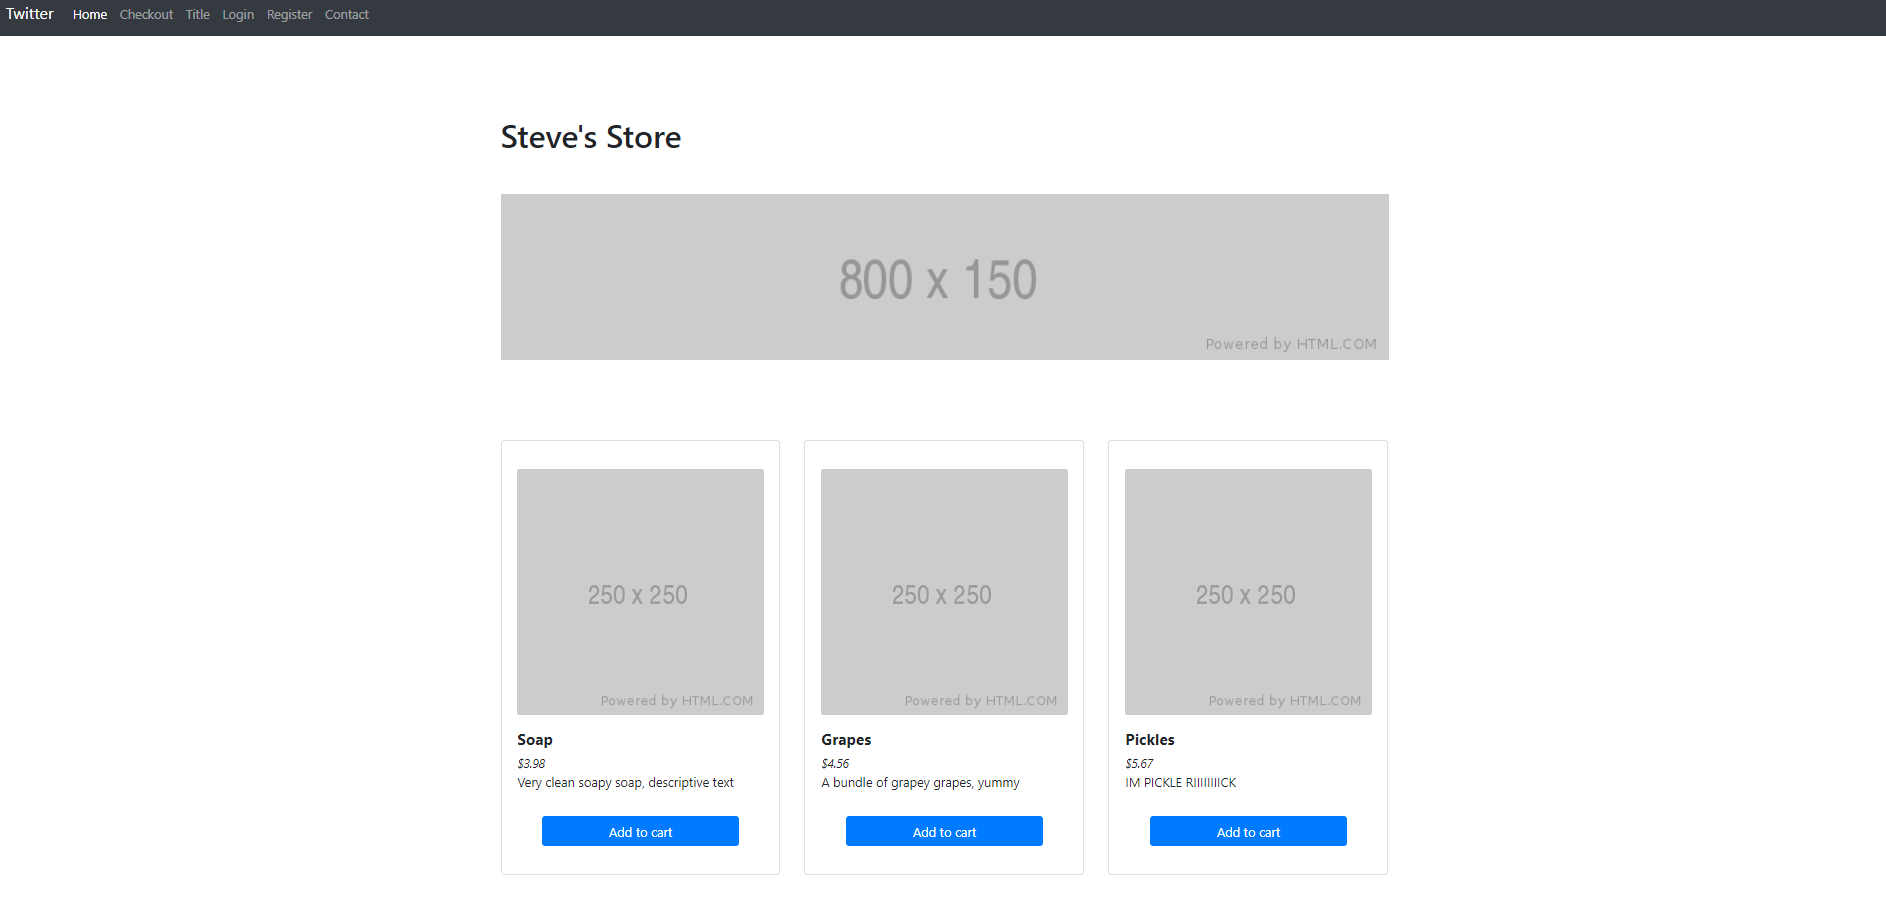 Twitter Home Checkout Title Login Register Contact
Steve's Store
800 x 150
Powered by HTML.COM
250 x 250
Powered by HTML.COM
Soap
$3.98
Very clean soapy soap, descriptive text
Add to cart
250 x 250
Powered by HTML.COM
Grapes
$4.56
A bundle of grapey grapes, yummy
Add to cart
250 x 250
Powered by HTML.COM
Pickles
$5.67
IM PICKLE RIIIIIIIICK
Add to cart